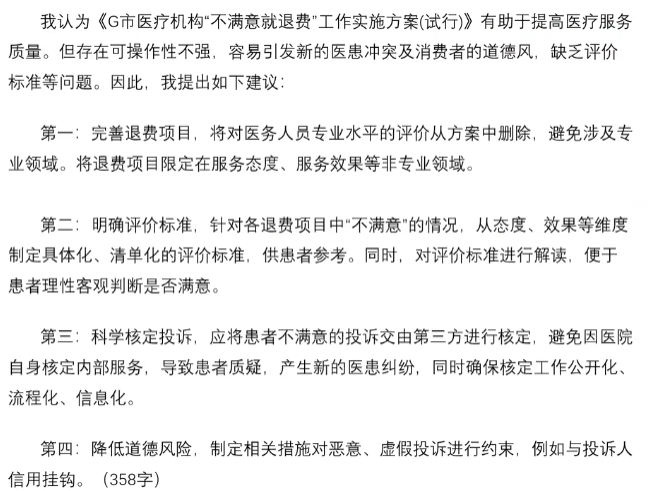 我认为《G市医疗机构“不满意就退费”工作实施方案(试行)》有助于提高医疗服务
质量。但存在可操作性不强，容易引发新的医患冲突及消费者的道德风，缺乏评价
标准等问题。因此，我提出如下建议：
第一：完善退费项目，将对医务人员专业水平的评价从方案中删除，避免涉及专
业领域。将退费项目限定在服务态度、服务效果等非专业领域。
第二：明确评价标准，针对各退费项目中“不满意”的情况，从态度、效果等维度
制定具体化、清单化的评价标准，供患者参考。同时，对评价标准进行解读，便于
患者理性客观判断是否满意。
第三：科学核定投诉，应将患者不满意的投诉交由第三方进行核定，避免因医院
自身核定内部服务，导致患者质疑，产生新的医患纠纷，同时确保核定工作公开化、
流程化、信息化。
第四：降低道德风险，制定相关措施对恶意、虚假投诉进行约束，例如与投诉人
信用挂钩。（358字）